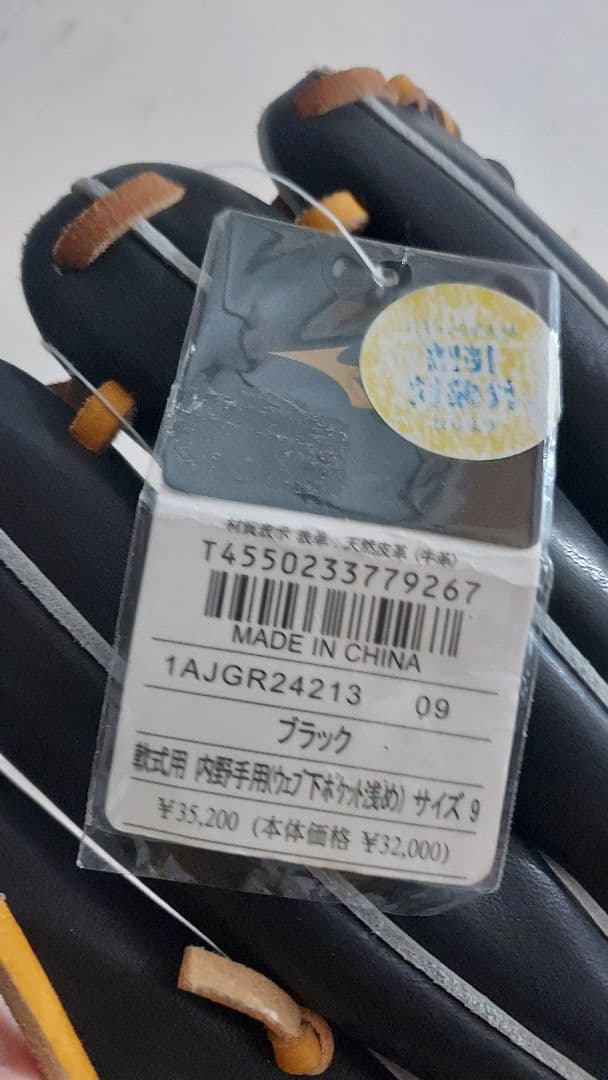 材質表示 表革：天然皮革（牛革）
T4550233779267
MADE IN CHINA
1AJGR24213 09
ブラック
軟式用 内野手用(ウェブ下ポケット浅め) サイズ 9
¥35,200 (本体価格 ¥32,000)